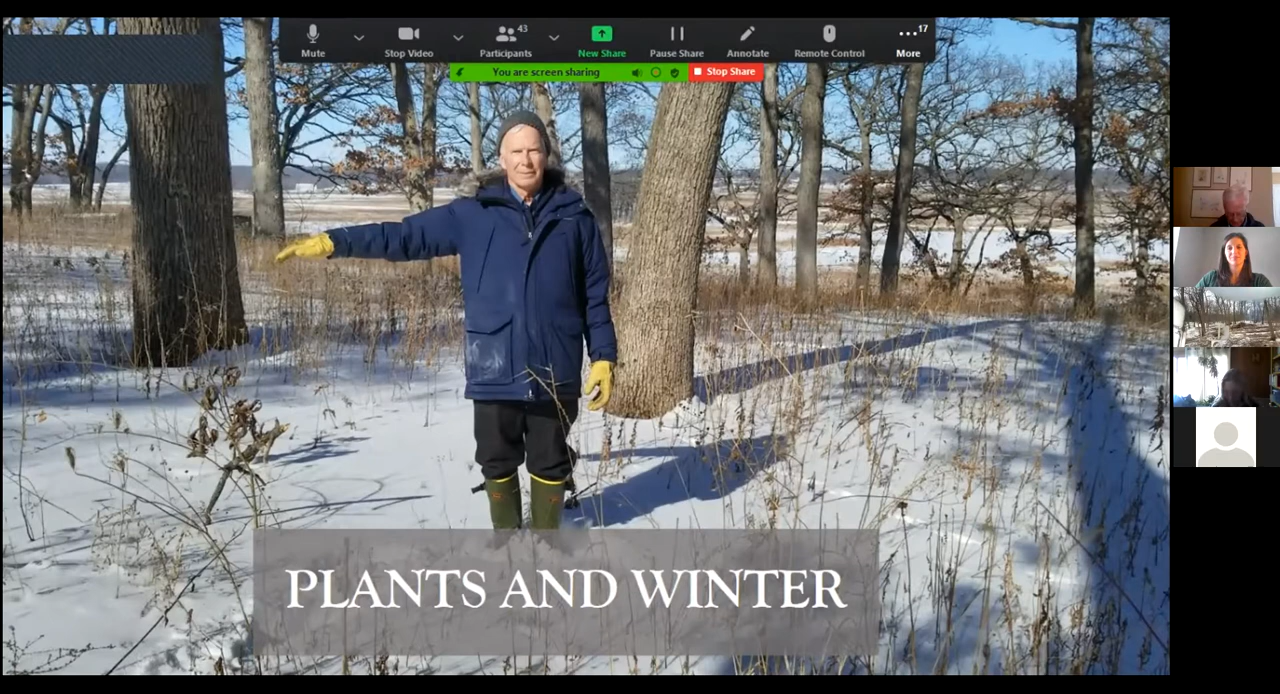 43
17
Mute
Stop Video
Participants
New Share
Pause Share
Annotate
Remote Control
More
You are screen sharing
Stop Share
PLANTS AND WINTER